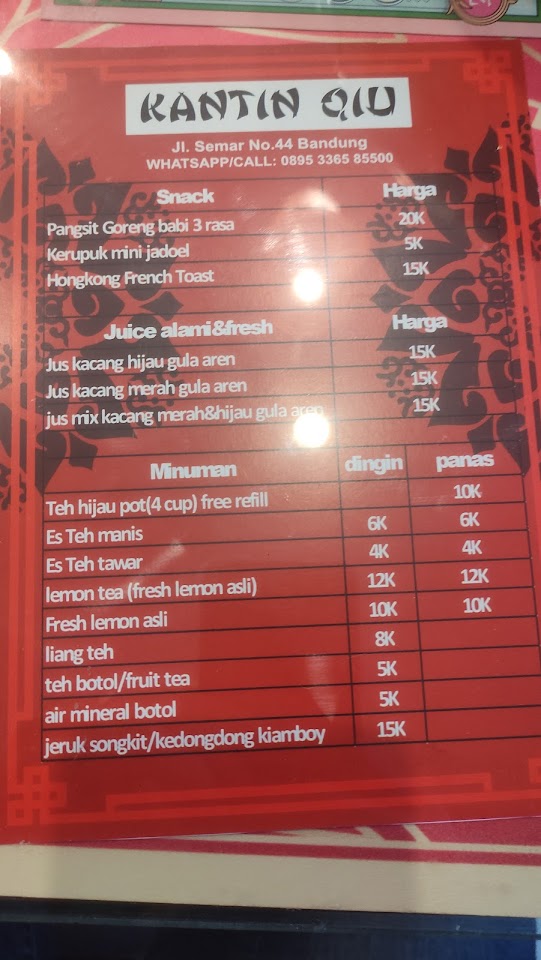 KANTIN QIU
Jl. Semar No.44 Bandung
WHATSAPP/CALL: 0895 3365 85500
Snack Harga
Pangsit Goreng babi 3 rasa 20K
Kerupuk mini jadoel 5K
Hongkong French Toast 15K
Juice alami&fresh Harga
Jus kacang hijau gula aren 15K
Jus kacang merah gula aren 15K
jus mix kacang merah&hijau gula aren 15K
Minuman dingin panas
Teh hijau pot(4 cup) free refill 10K
Es Teh manis 6K 6K
Es Teh tawar 4K 4K
lemon tea (fresh lemon asli) 12K 12K
Fresh lemon asli 10K 10K
liang teh 8K
teh botol/fruit tea 5K
air mineral botol 5K
jeruk songkit/kedongdong kiamboy 15K